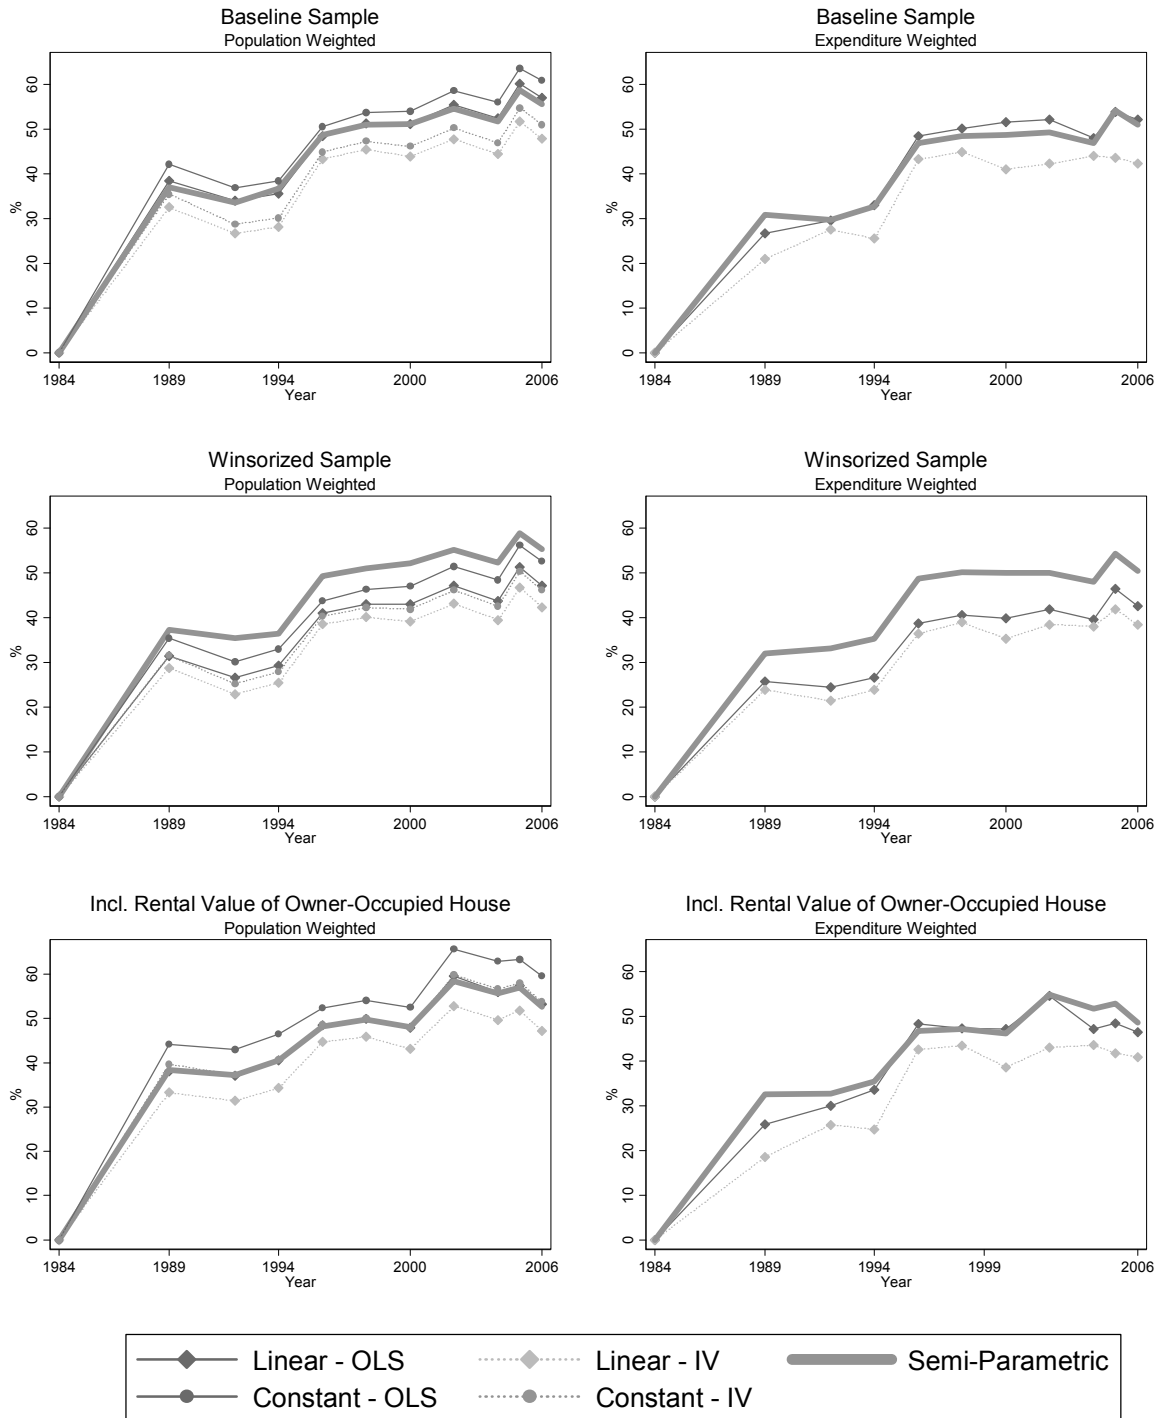 Baseline Sample
Population Weighted
%
0 10 20 30 40 50 60
1984 1989 1994 2000 2006
Year
Baseline Sample
Expenditure Weighted
%
0 10 20 30 40 50 60
1984 1989 1994 2000 2006
Year
Winsorized Sample
Population Weighted
%
0 10 20 30 40 50 60
1984 1989 1994 2000 2006
Year
Winsorized Sample
Expenditure Weighted
%
0 10 20 30 40 50 60
1984 1989 1994 2000 2006
Year
Incl. Rental Value of Owner-Occupied House
Population Weighted
%
0 10 20 30 40 50 60
1984 1989 1994 2000 2006
Year
Incl. Rental Value of Owner-Occupied House
Expenditure Weighted
%
0 10 20 30 40 50 60
1984 1989 1994 1999 2006
Year
Linear - OLS Linear - IV Semi-Parametric
Constant - OLS Constant - IV